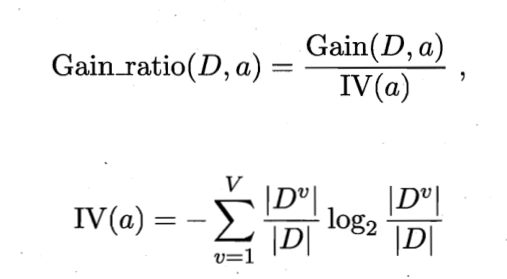 Gain_ratio(D, a) = Gain(D, a) / IV(a) ,
IV(a) = − ∑_{v=1}^{V} |D^v| / |D| log₂ |D^v| / |D|